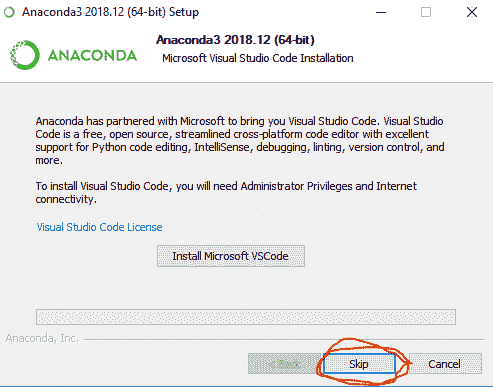 Anaconda3 2018.12 (64-bit) Setup
ANACONDA
Anaconda3 2018.12 (64-bit)
Microsoft Visual Studio Code Installation
Anaconda has partnered with Microsoft to bring you Visual Studio Code. Visual Studio
Code is a free, open source, streamlined cross-platform code editor with excellent
support for Python code editing, IntelliSense, debugging, linting, version control, and
more.
To install Visual Studio Code, you will need Administrator Privileges and Internet
connectivity.
Visual Studio Code License
Install Microsoft VSCode
Anaconda, Inc.
Skip
Cancel